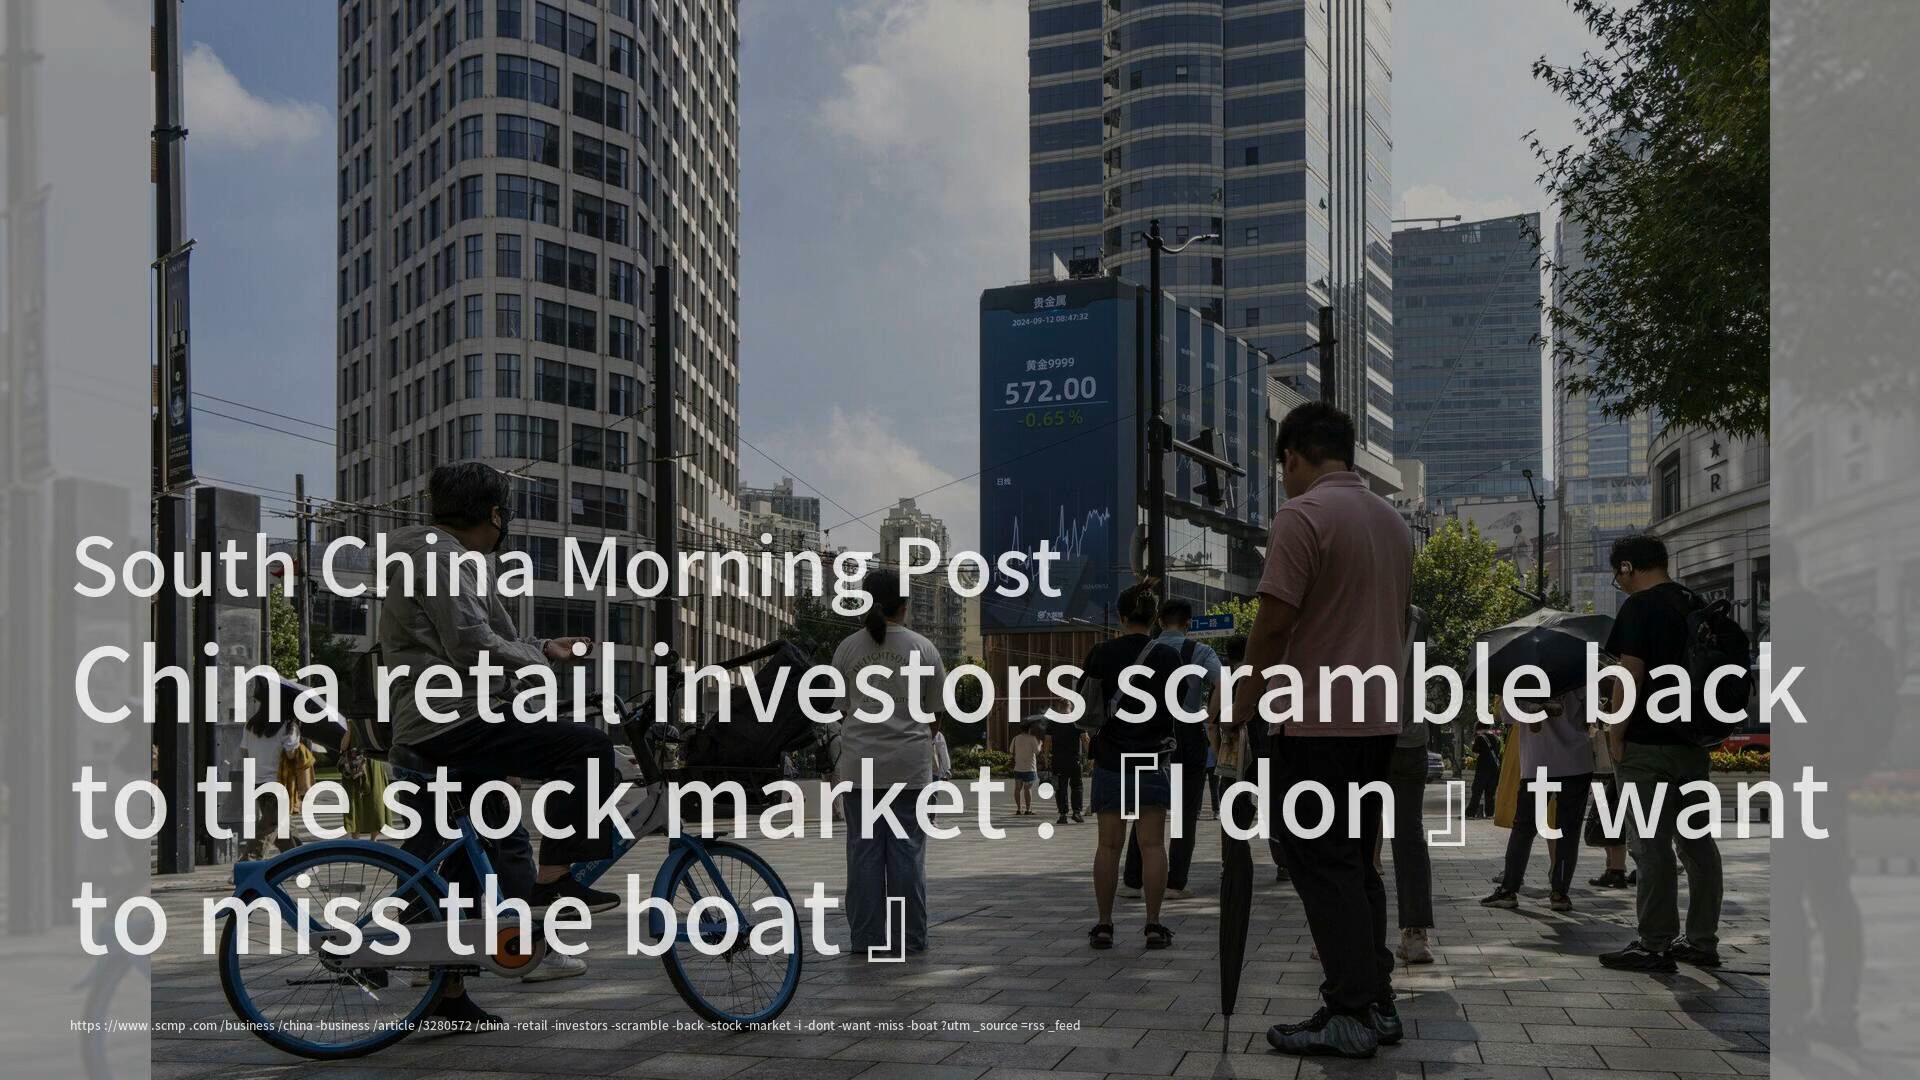 贵金属
2024-09-12 08:47:32
黄金9999
572.00
-0.65%
日线
R
South China Morning Post
China retail investors scramble back
to the stock market : 『I don 』 t want
to miss the boat 』
https://www .scmp .com /business /china -business /article /3280572 /china -retail -investors -scramble -back -stock -market -i -dont -want -miss -boat ?utm _source =rss _feed